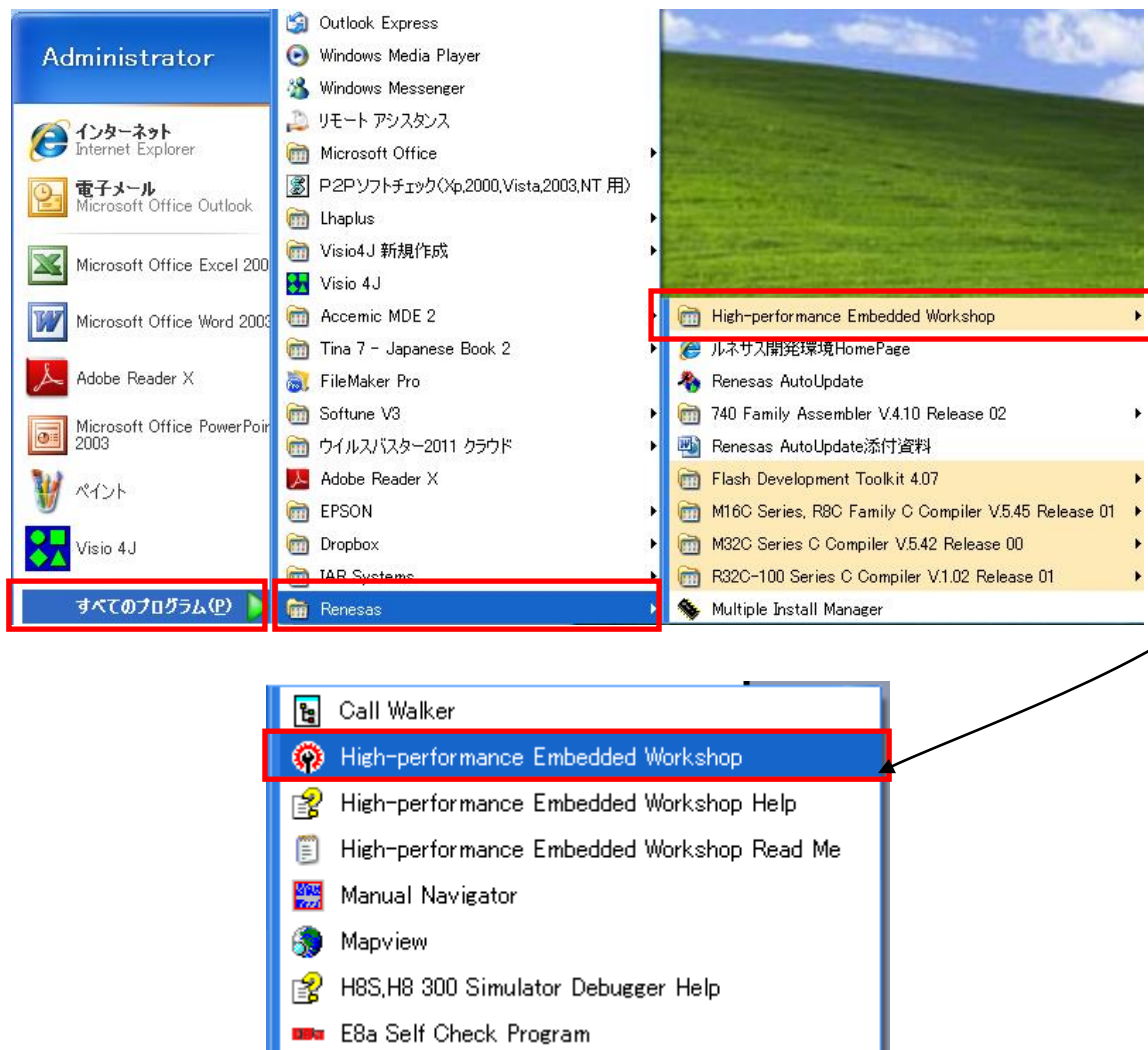 Administrator
インターネット
Internet Explorer
電子メール
Microsoft Office Outlook
Microsoft Office Excel 200
Microsoft Office Word 2003
Adobe Reader X
Microsoft Office PowerPoin
2003
ペイント
Visio 4J
すべてのプログラム(P)
Outlook Express
Windows Media Player
Windows Messenger
リモート アシスタンス
Microsoft Office
P2Pソフトチェック(Xp,2000,Vista,2003,NT 用)
Lhaplus
Visio4J 新規作成
Visio 4J
Accemic MDE 2
Tina 7 - Japanese Book 2
FileMaker Pro
Softune V3
ウイルスバスター2011 クラウド
Adobe Reader X
EPSON
Dropbox
IAR Systems
Renesas
High-performance Embedded Workshop
ルネサス開発環境HomePage
Renesas AutoUpdate
740 Family Assembler V.4.10 Release 02
Renesas AutoUpdate添付資料
Flash Development Toolkit 4.07
M16C Series, R8C Family C Compiler V.5.45 Release 01
M32C Series C Compiler V.5.42 Release 00
R32C-100 Series C Compiler V.1.02 Release 01
Multiple Install Manager
Call Walker
High-performance Embedded Workshop
High-performance Embedded Workshop Help
High-performance Embedded Workshop Read Me
Manual Navigator
Mapview
H8S,H8 300 Simulator Debugger Help
E8a Self Check Program